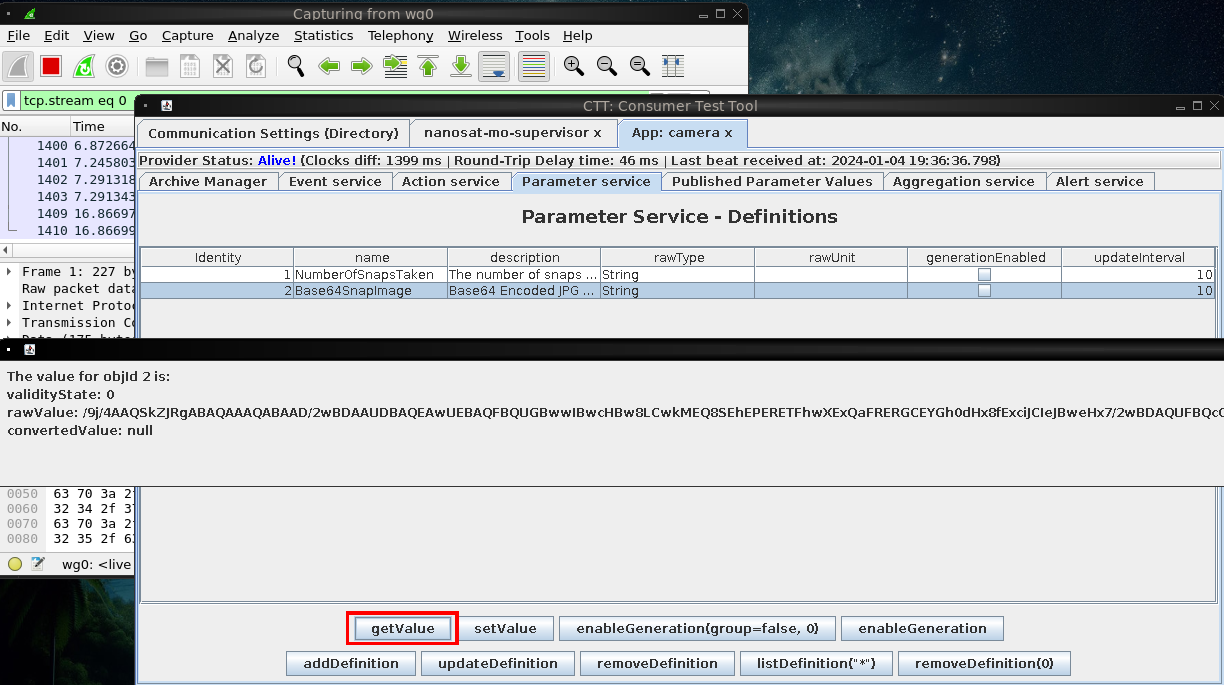 Capturing from wg0
File Edit View Go Capture Analyze Statistics Telephony Wireless Tools Help
tcp.stream eq 0
No. Time
1400 6.872664
1401 7.245803
1402 7.291318
1403 7.291343
1409 16.86697
1410 16.86699
Frame 1: 227 by
Raw packet data
Internet Proto
Transmission Co
CTT: Consumer Test Tool
Communication Settings (Directory) nanosat-mo-supervisor x App: camera x
Provider Status: Alive! (Clocks diff: 1399 ms | Round-Trip Delay time: 46 ms | Last beat received at: 2024-01-04 19:36:36.798)
Archive Manager Event service Action service Parameter service Published Parameter Values Aggregation service Alert service
Parameter Service - Definitions
Identity name description rawType rawUnit generationEnabled updateInterval
1 NumberOfSnapsTaken The number of snaps ... String 10
2 Base64SnapImage Base64 Encoded JPG ... String 10
The value for objId 2 is:
validityState: 0
rawValue: /9j/4AAQSkZJRgABAQAAAQABAAD/2wBDAAUDBAQEAwUEBAQFBQUGBwwIBwcHBw8LCwkMEQ8SEhEPERETFhwXExQaFRERGCEYGh0dHx8fExciJCIeJBweHx7/2wBDAQUFBQcG
convertedValue: null
0050 63 70 3a 2
0060 32 34 2f 3
0070 63 70 3a 2
0080 32 35 2f 6
wg0: <live
getValue setValue enableGeneration(group=false, 0) enableGeneration
addDefinition updateDefinition removeDefinition listDefinition("*") removeDefinition(0)